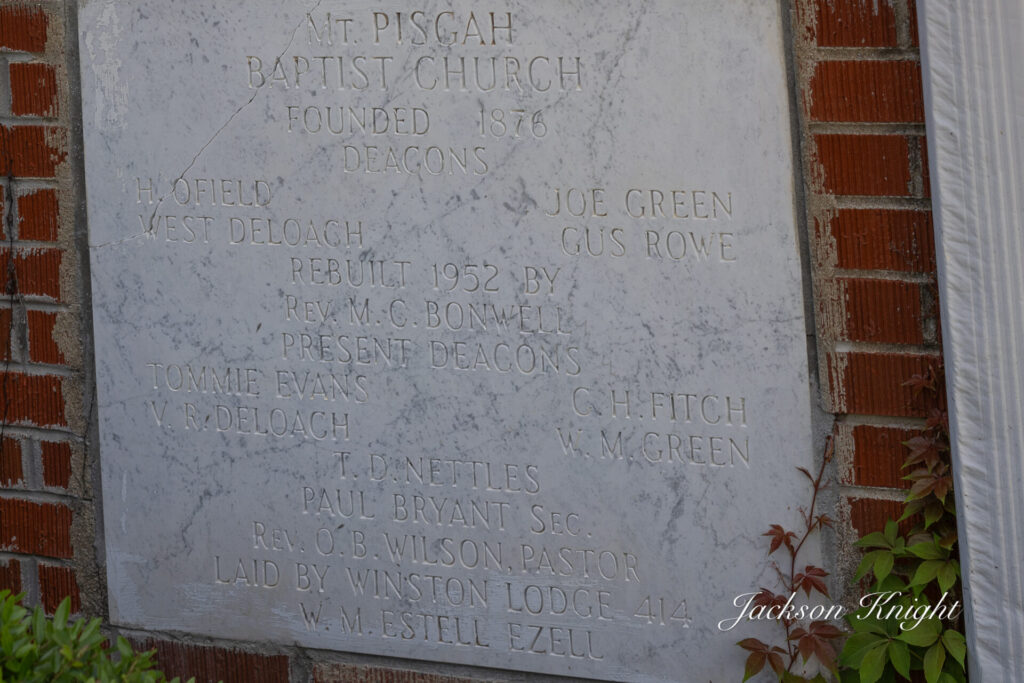 MT. PISGAH
BAPTIST CHURCH
FOUNDED 1876
DEACONS
H. OFIELD JOE GREEN
WEST DELOACH GUS ROWE
REBUILT 1952 BY
REV. M. C. BONWELL
PRESENT DEACONS
TOMMIE EVANS C. H. FITCH
V. R. DELOACH W. M. GREEN
T. D. NETTLES
PAUL BRYANT SEC.
REV. O. B. WILSON, PASTOR
LAID BY WINSTON LODGE 414
W. M. ESTELL EZELL
Jackson Knight